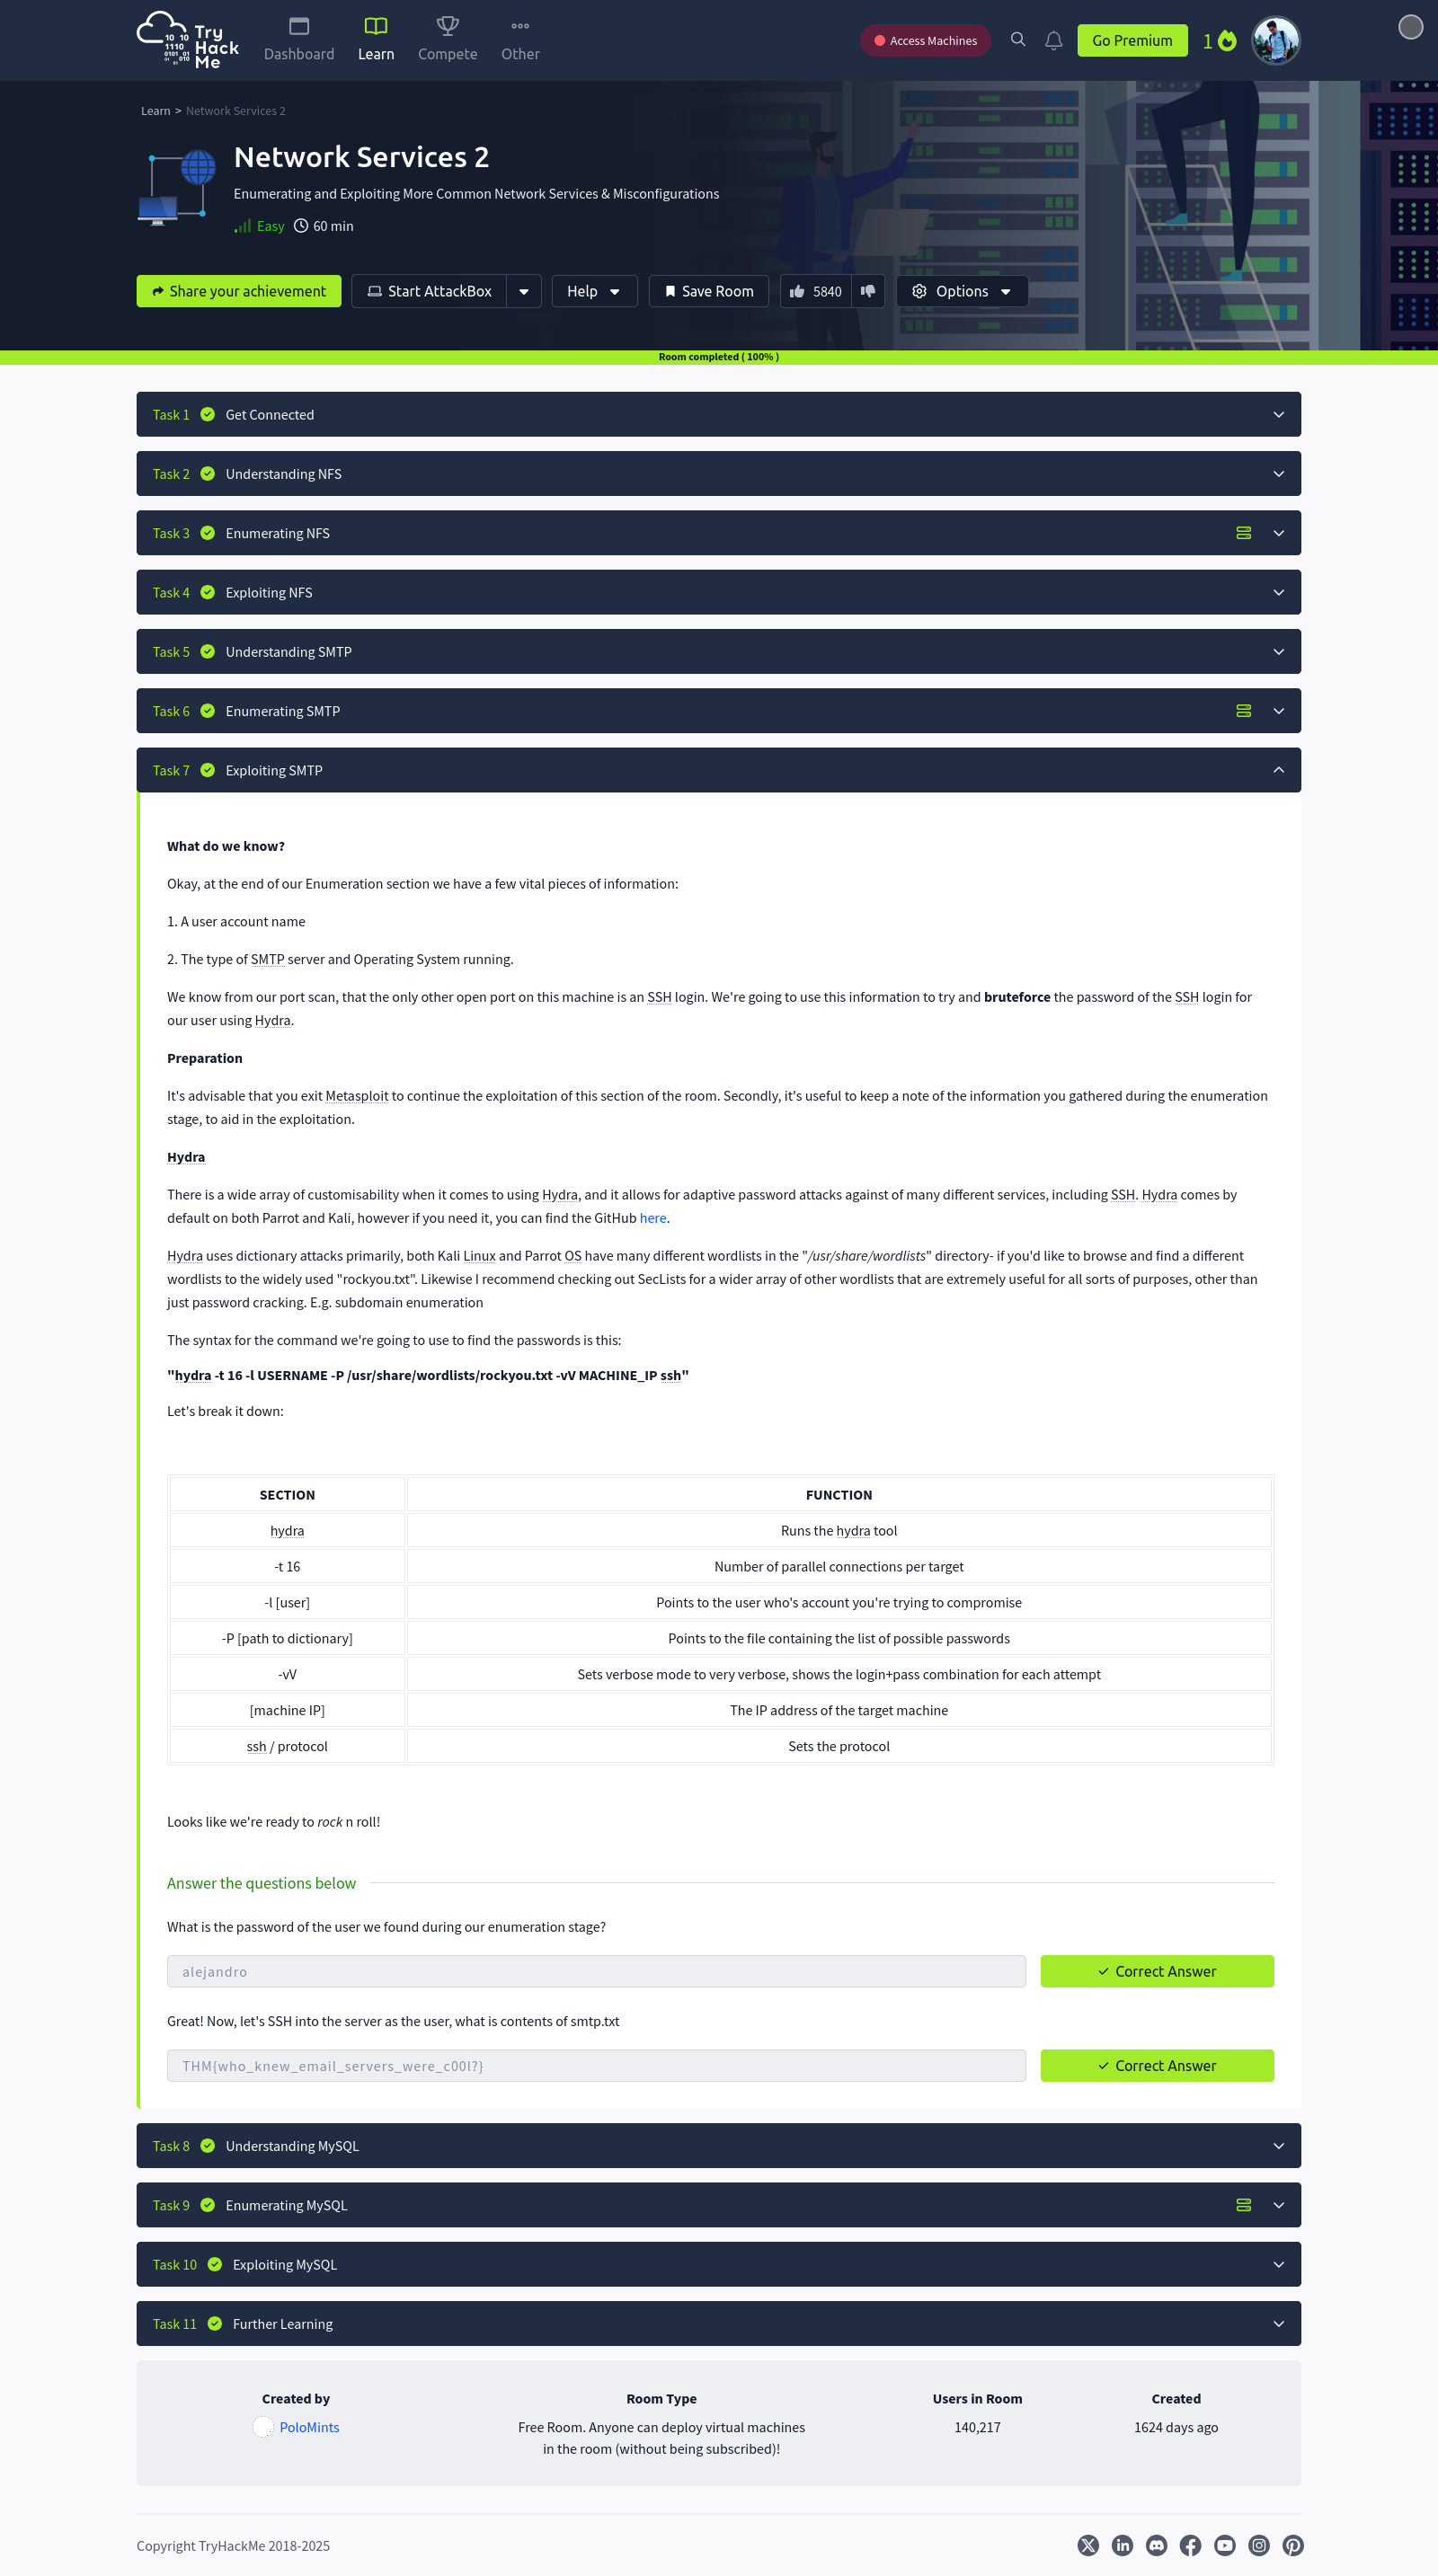 Try
Hack
Me
10
1110
0101 01
01 010
Dashboard
Learn
Compete
Other
Access Machines
Go Premium
1
Learn > Network Services 2
Network Services 2
Enumerating and Exploiting More Common Network Services & Misconfigurations
Easy 60 min
Share your achievement
Start AttackBox
Help
Save Room
5840
Options
Room completed ( 100% )
Task 1 Get Connected
Task 2 Understanding NFS
Task 3 Enumerating NFS
Task 4 Exploiting NFS
Task 5 Understanding SMTP
Task 6 Enumerating SMTP
Task 7 Exploiting SMTP
What do we know?
Okay, at the end of our Enumeration section we have a few vital pieces of information:
1. A user account name
2. The type of SMTP server and Operating System running.
We know from our port scan, that the only other open port on this machine is an SSH login. We're going to use this information to try and bruteforce the password of the SSH login for
our user using Hydra.
Preparation
It's advisable that you exit Metasploit to continue the exploitation of this section of the room. Secondly, it's useful to keep a note of the information you gathered during the enumeration
stage, to aid in the exploitation.
Hydra
There is a wide array of customisability when it comes to using Hydra, and it allows for adaptive password attacks against of many different services, including SSH. Hydra comes by
default on both Parrot and Kali, however if you need it, you can find the GitHub here.
Hydra uses dictionary attacks primarily, both Kali Linux and Parrot OS have many different wordlists in the "/usr/share/wordlists" directory- if you'd like to browse and find a different
wordlists to the widely used "rockyou.txt". Likewise I recommend checking out SecLists for a wider array of other wordlists that are extremely useful for all sorts of purposes, other than
just password cracking. E.g. subdomain enumeration
The syntax for the command we're going to use to find the passwords is this:
"hydra -t 16 -l USERNAME -P /usr/share/wordlists/rockyou.txt -vV MACHINE_IP ssh"
Let's break it down:
SECTION FUNCTION
hydra Runs the hydra tool
-t 16 Number of parallel connections per target
-l [user] Points to the user who's account you're trying to compromise
-P [path to dictionary] Points to the file containing the list of possible passwords
-vV Sets verbose mode to very verbose, shows the login+pass combination for each attempt
[machine IP] The IP address of the target machine
ssh / protocol Sets the protocol
Looks like we're ready to rock n roll!
Answer the questions below
What is the password of the user we found during our enumeration stage?
alejandro
Correct Answer
Great! Now, let's SSH into the server as the user, what is contents of smtp.txt
THM{who_knew_email_servers_were_c00l?}
Correct Answer
Task 8 Understanding MySQL
Task 9 Enumerating MySQL
Task 10 Exploiting MySQL
Task 11 Further Learning
Created by
PoloMints
Room Type
Free Room. Anyone can deploy virtual machines
in the room (without being subscribed)!
Users in Room
140,217
Created
1624 days ago
Copyright TryHackMe 2018-2025